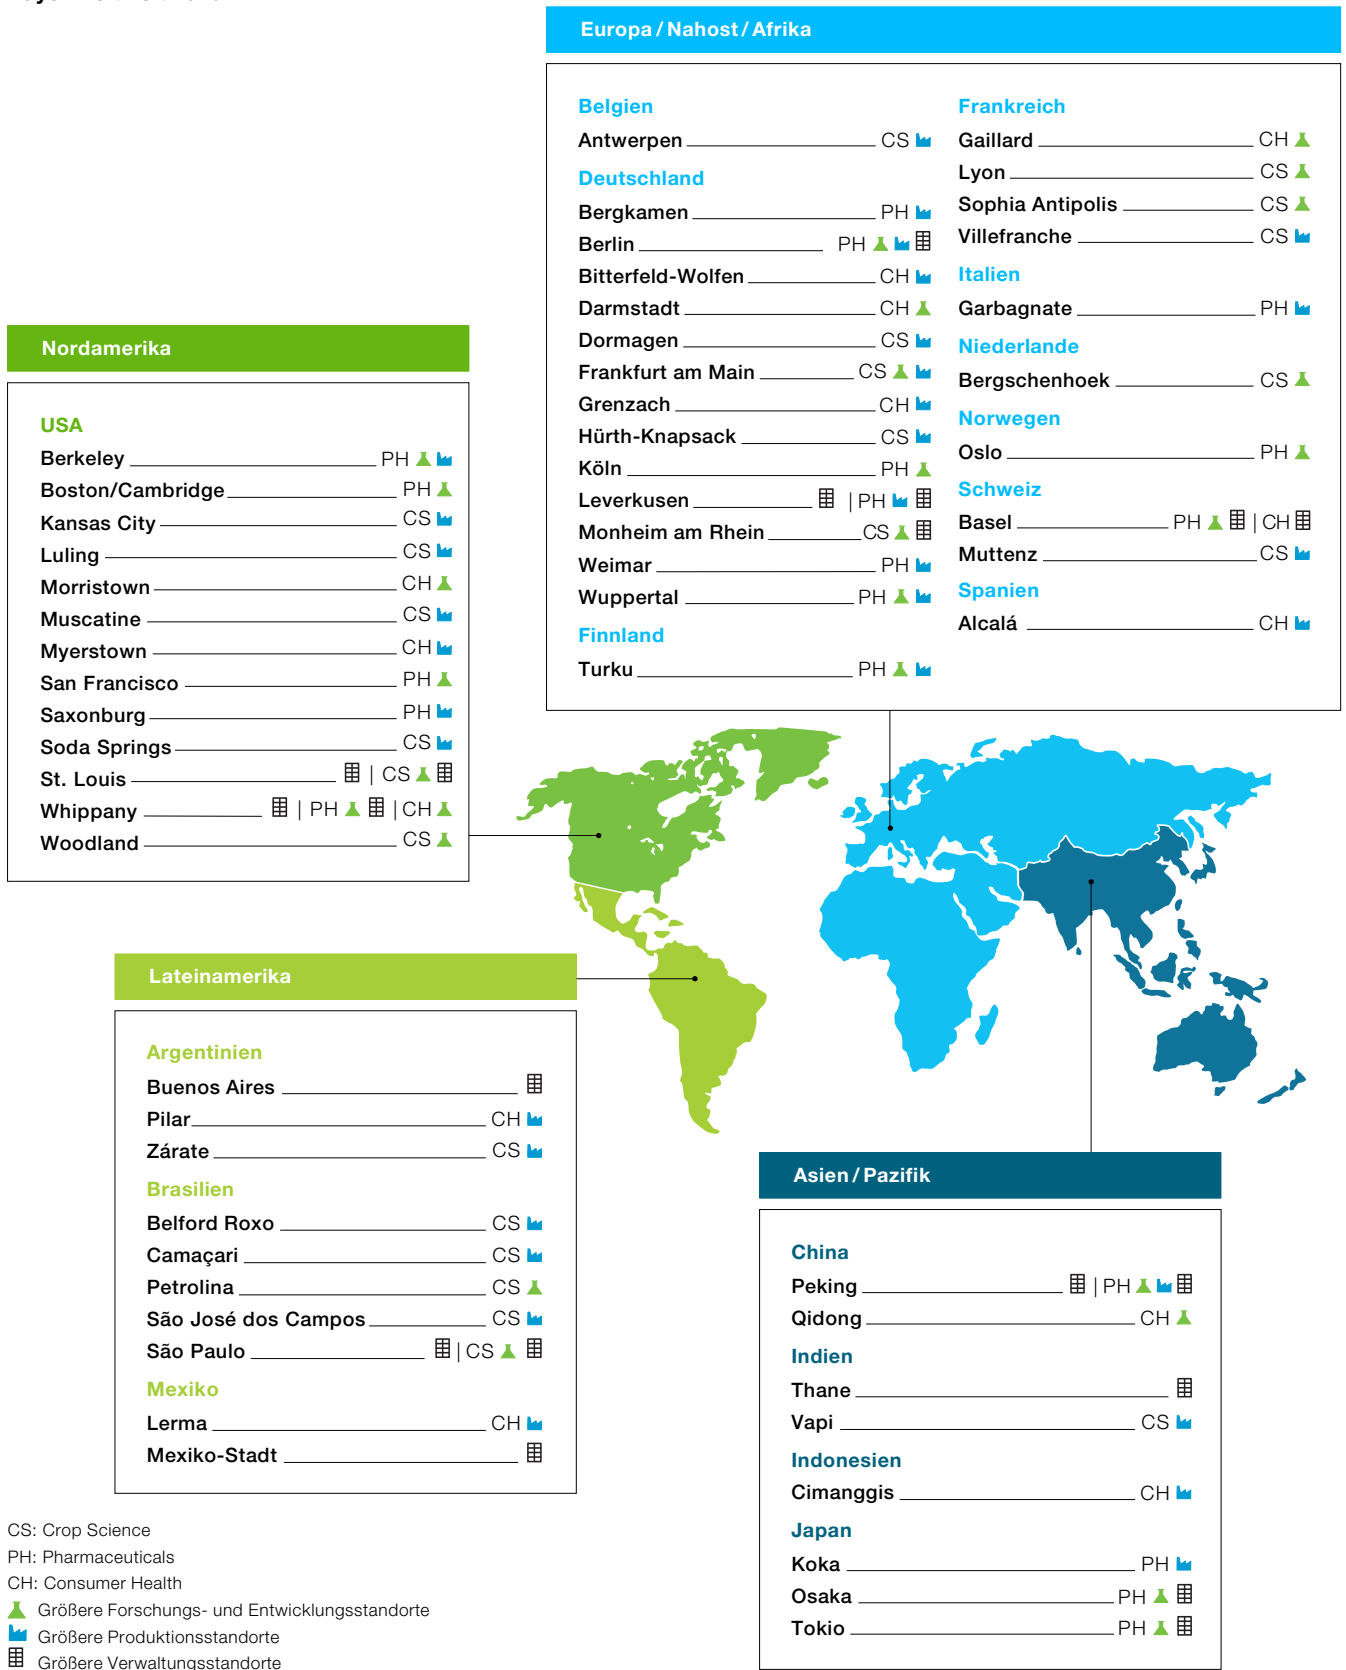 Europa / Nahost / Afrika
Belgien
Antwerpen CS
Deutschland
Bergkamen PH
Berlin PH
Bitterfeld-Wolfen CH
Darmstadt CH
Dormagen CS
Frankfurt am Main CS
Grenzach CH
Hürth-Knapsack CS
Köln PH
Leverkusen | PH
Monheim am Rhein CS
Weimar PH
Wuppertal PH
Finnland
Turku PH
Frankreich
Gaillard CH
Lyon CS
Sophia Antipolis CS
Villefranche CS
Italien
Garbagnate PH
Niederlande
Bergschenhoek CS
Norwegen
Oslo PH
Schweiz
Basel PH | CH
Muttenz CS
Spanien
Alcalá CH
Nordamerika
USA
Berkeley PH
Boston/Cambridge PH
Kansas City CS
Luling CS
Morristown CH
Muscatine CS
Myerstown CH
San Francisco PH
Saxonburg PH
Soda Springs CS
St. Louis | CS
Whippany | PH | CH
Woodland CS
Lateinamerika
Argentinien
Buenos Aires
Pilar CH
Zárate CS
Brasilien
Belford Roxo CS
Camaçari CS
Petrolina CS
São José dos Campos CS
São Paulo | CS
Mexiko
Lerma CH
Mexiko-Stadt
Asien / Pazifik
China
Peking | PH
Qidong CH
Indien
Thane
Vapi CS
Indonesien
Cimanggis CH
Japan
Koka PH
Osaka PH
Tokio PH
CS: Crop Science
PH: Pharmaceuticals
CH: Consumer Health
Größere Forschungs- und Entwicklungsstandorte
Größere Produktionsstandorte
Größere Verwaltungsstandorte